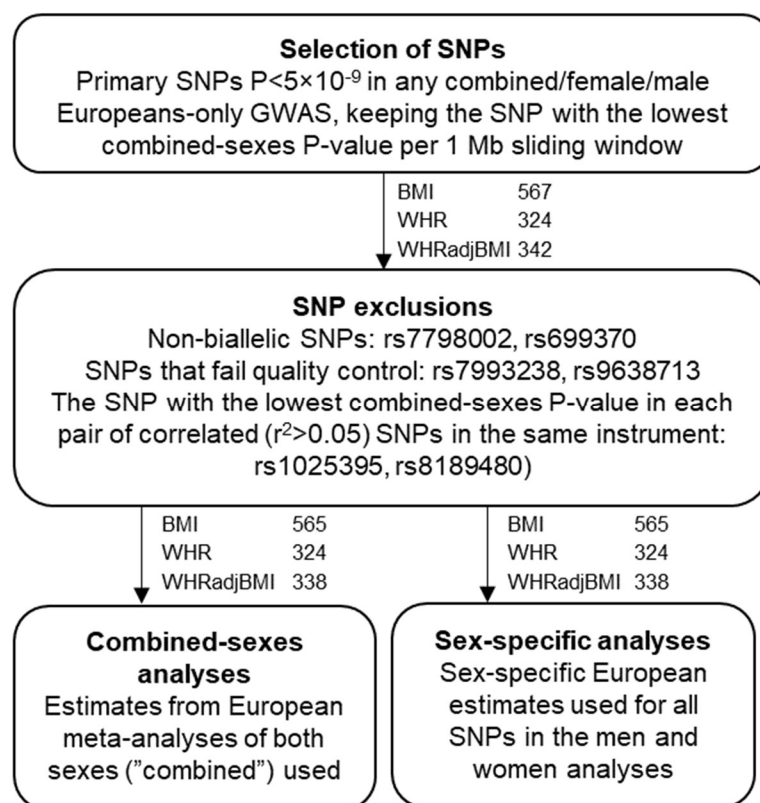 Selection of SNPs
Primary SNPs P<5×10⁻⁹ in any combined/female/male
Europeans-only GWAS, keeping the SNP with the lowest
combined-sexes P-value per 1 Mb sliding window
BMI 567
WHR 324
WHRadjBMI 342
SNP exclusions
Non-biallelic SNPs: rs7798002, rs699370
SNPs that fail quality control: rs7993238, rs9638713
The SNP with the lowest combined-sexes P-value in each
pair of correlated (r²>0.05) SNPs in the same instrument:
rs1025395, rs8189480)
BMI 565
WHR 324
WHRadjBMI 338
BMI 565
WHR 324
WHRadjBMI 338
Combined-sexes
analyses
Estimates from European
meta-analyses of both
sexes (”combined”) used
Sex-specific analyses
Sex-specific European
estimates used for all
SNPs in the men and
women analyses